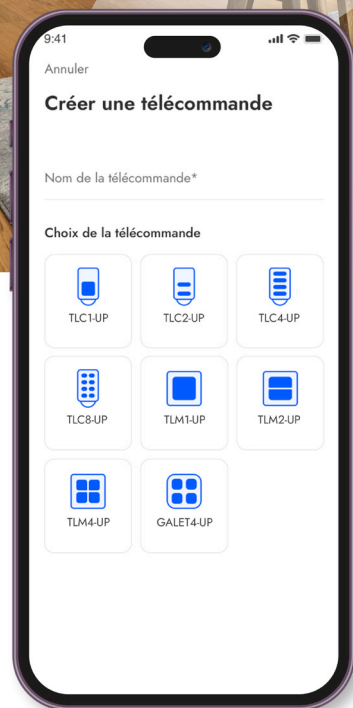 9:41
Annuler
Créer une télécommande
Nom de la télécommande*
Choix de la télécommande
TLC1-UP
TLC2-UP
TLC4-UP
TLC8-UP
TLM1-UP
TLM2-UP
TLM4-UP
GALET4-UP